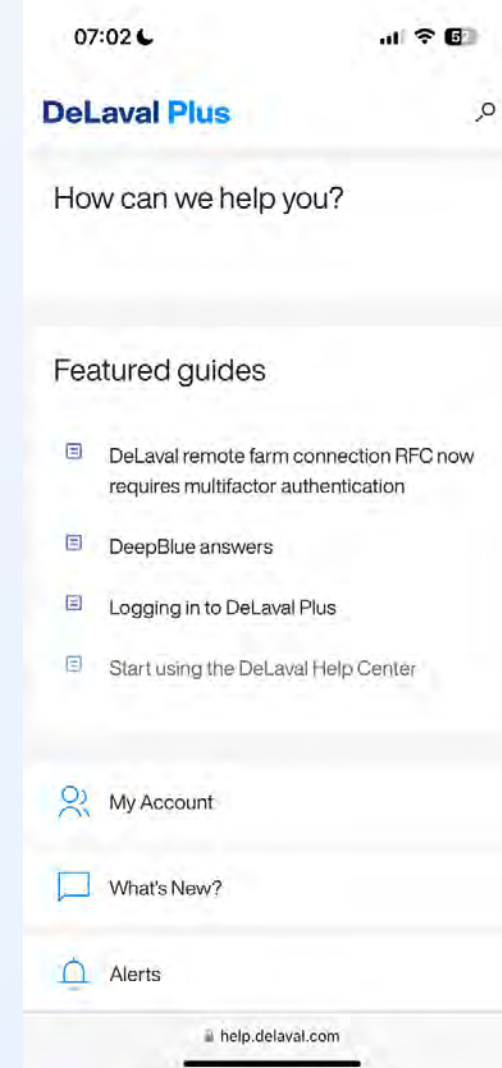 07:02
52
DeLaval Plus
How can we help you?
Featured guides
DeLaval remote farm connection RFC now
requires multifactor authentication
DeepBlue answers
Logging in to DeLaval Plus
Start using the DeLaval Help Center
My Account
What's New?
Alerts
help.delaval.com